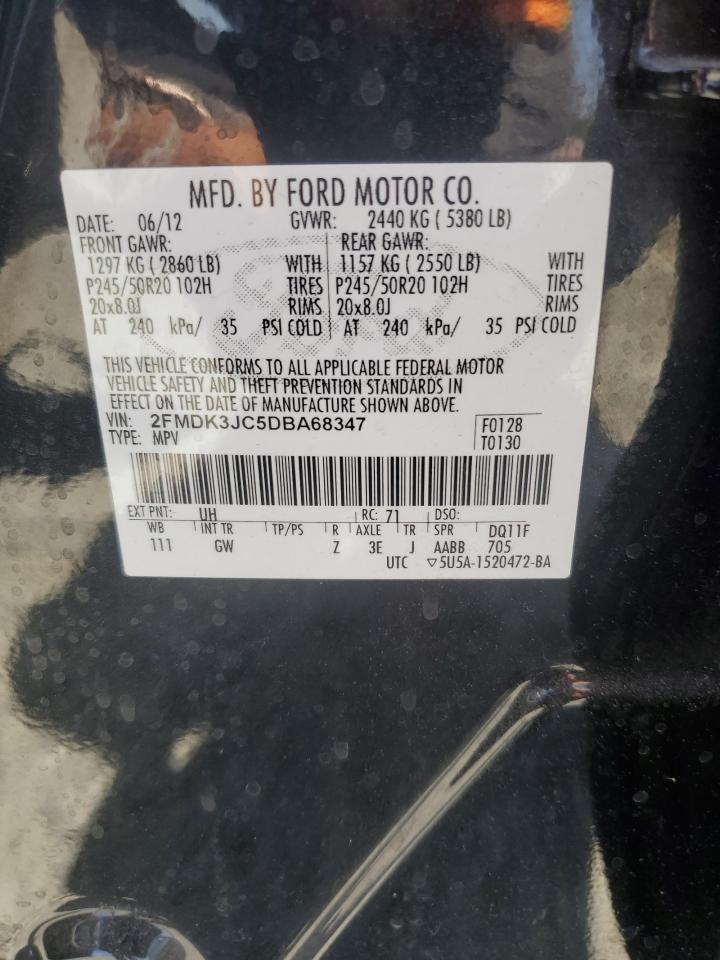 MFD. BY FORD MOTOR CO.
DATE: 06/12 GVWR: 2440 KG ( 5380 LB)
FRONT GAWR: REAR GAWR:
1297 KG ( 2860 LB) WITH 1157 KG ( 2550 LB) WITH
P245/50R20 102H TIRES P245/50R20 102H TIRES
20x8.0J RIMS 20x8.0J RIMS
AT 240 kPa/ 35 PSI COLD AT 240 kPa/ 35 PSI COLD
THIS VEHICLE CONFORMS TO ALL APPLICABLE FEDERAL MOTOR
VEHICLE SAFETY AND THEFT PREVENTION STANDARDS IN
EFFECT ON THE DATE OF MANUFACTURE SHOWN ABOVE.
VIN: 2FMDK3JC5DBA68347 F0128
TYPE: MPV T0130
EXT PNT: UH RC: 71 DSO:
WB INT TR TP/PS R AXLE TR SPR DQ11F
111 GW Z 3E J AABB 705
UTC ▽5U5A-1520472-BA